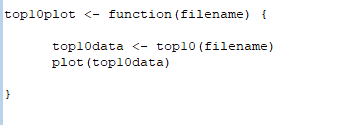 top10plot <- function(filename) {
top10data <- top10(filename)
plot(top10data)
}